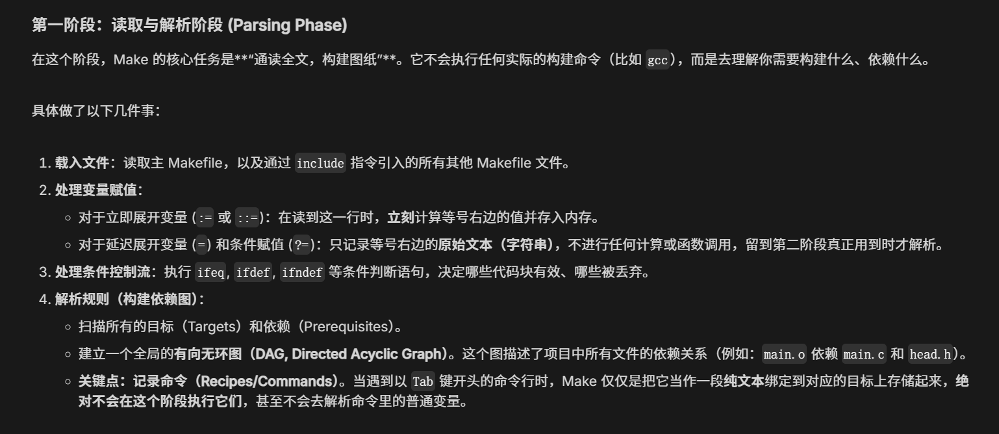 第一阶段：读取与解析阶段 (Parsing Phase)
在这个阶段，Make 的核心任务是**“通读全文，构建图纸”**。它不会执行任何实际的构建命令（比如 gcc），而是去理解你需要构建什么、依赖什么。
具体做了以下几件事：
1. 载入文件：读取主 Makefile，以及通过 include 指令引入的所有其他 Makefile 文件。
2. 处理变量赋值：
○ 对于立即展开变量 (:= 或 ::=)：在读到这一行时，立刻计算等号右边的值并存入内存。
○ 对于延迟展开变量 (=) 和条件赋值 (?=)：只记录等号右边的原始文本（字符串），不进行任何计算或函数调用，留到第二阶段真正用到时才解析。
3. 处理条件控制流：执行 ifeq, ifdef, ifndef 等条件判断语句，决定哪些代码块有效、哪些被丢弃。
4. 解析规则（构建依赖图）：
○ 扫描所有的目标（Targets）和依赖（Prerequisites）。
○ 建立一个全局的有向无环图（DAG, Directed Acyclic Graph）。这个图描述了项目中所有文件的依赖关系（例如：main.o 依赖 main.c 和 head.h）。
○ 关键点：记录命令（Recipes/Commands）。当遇到以 Tab 键开头的命令行时，Make 仅仅是把它当作一段纯文本绑定到对应的目标上存储起来，绝
对不会在这个阶段执行它们，甚至不会去解析命令里的普通变量。